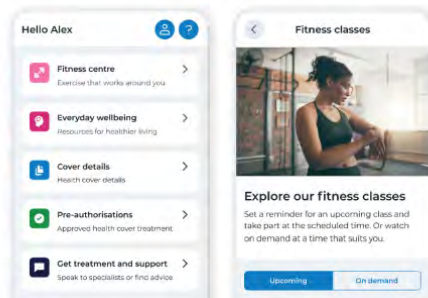 Hello Alex
?
Fitness centre
Exercise that works around you
Everyday wellbeing
Resources for healthier living
Cover details
Health cover details
Pre-authorisations
Approved health cover treatment
Get treatment and support
Speak to specialists or find advice
Fitness classes
Explore our fitness classes
Set a reminder for an upcoming class and
take part at the scheduled time. Or watch
on demand at a time that suits you.
Upcoming
On demand